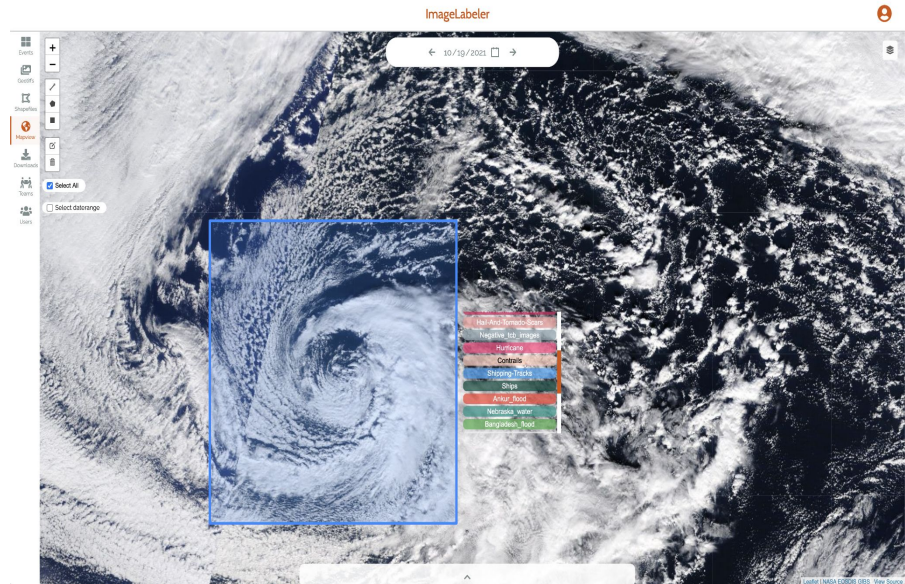 ImageLabeler
Events
Geotiffs
Shapefiles
Mapview
Downloads
Teams
Users
+
−
Select All
Select daterange
← 10/19/2021 →
Hail-And-Tornado-Scars
Negative_tcb_images
Hurricane
Contrails
Shipping-Tracks
Ships
Ankur_flood
Nebraska_water
Bangladesh_flood
Leaflet | NASA EOSDIS GIBS View Source